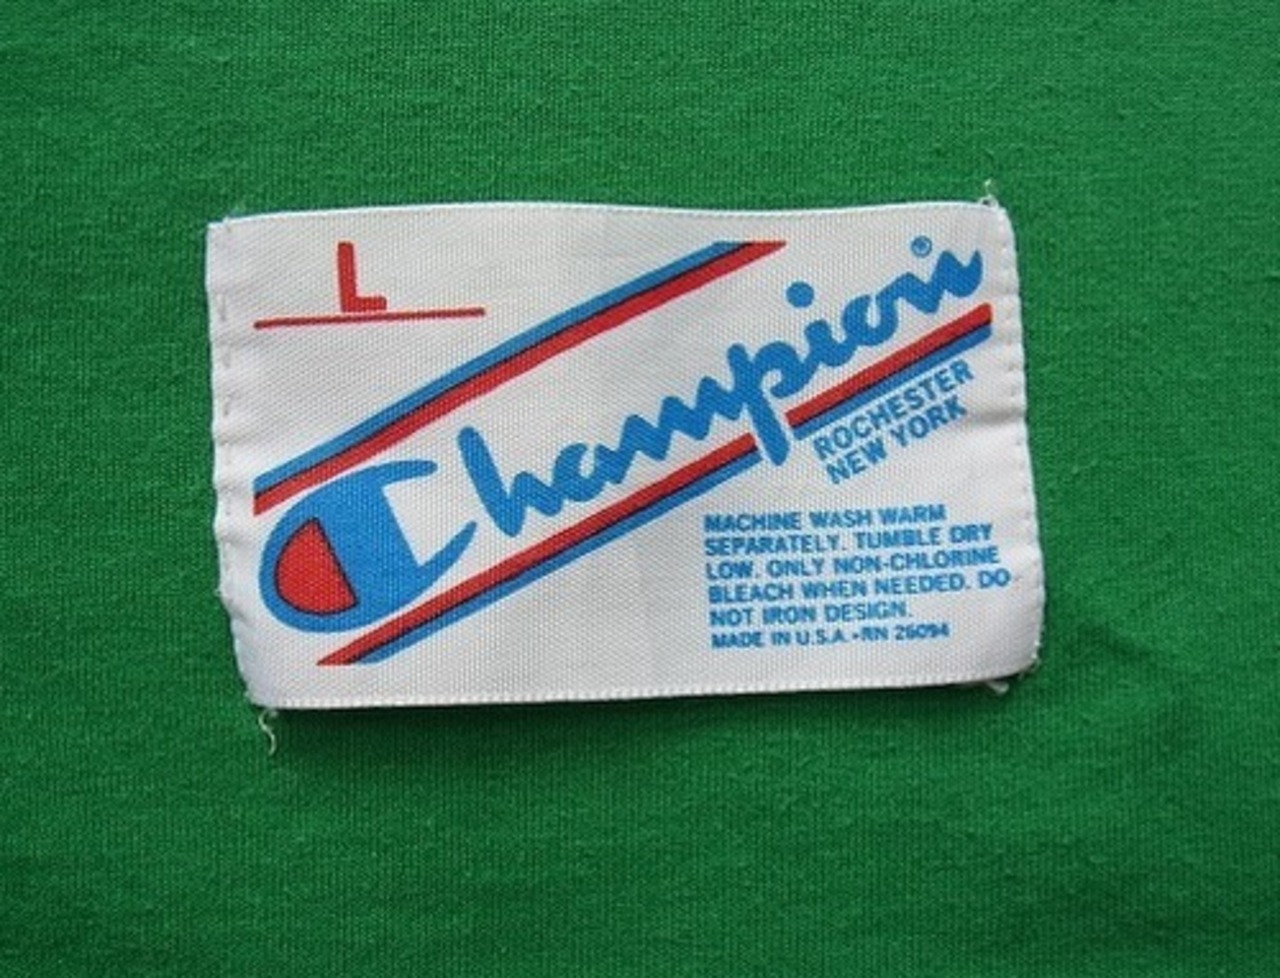 L
Champion®
ROCHESTER
NEW YORK
MACHINE WASH WARM
SEPARATELY. TUMBLE DRY
LOW. ONLY NON-CHLORINE
BLEACH WHEN NEEDED. DO
NOT IRON DESIGN.
MADE IN U.S.A. • RN 26094